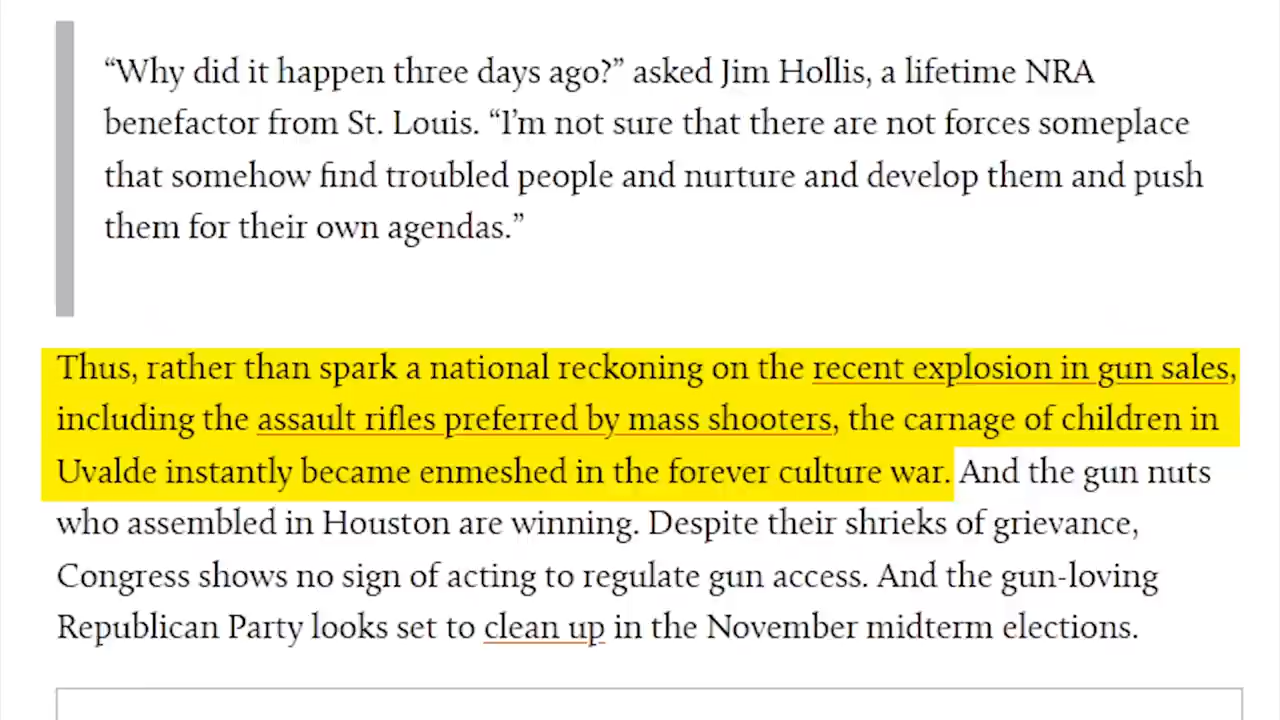 “Why did it happen three days ago?” asked Jim Hollis, a lifetime NRA
benefactor from St. Louis. “I’m not sure that there are not forces someplace
that somehow find troubled people and nurture and develop them and push
them for their own agendas.”
Thus, rather than spark a national reckoning on the recent explosion in gun sales,
including the assault rifles preferred by mass shooters, the carnage of children in
Uvalde instantly became enmeshed in the forever culture war. And the gun nuts
who assembled in Houston are winning. Despite their shrieks of grievance,
Congress shows no sign of acting to regulate gun access. And the gun-loving
Republican Party looks set to clean up in the November midterm elections.